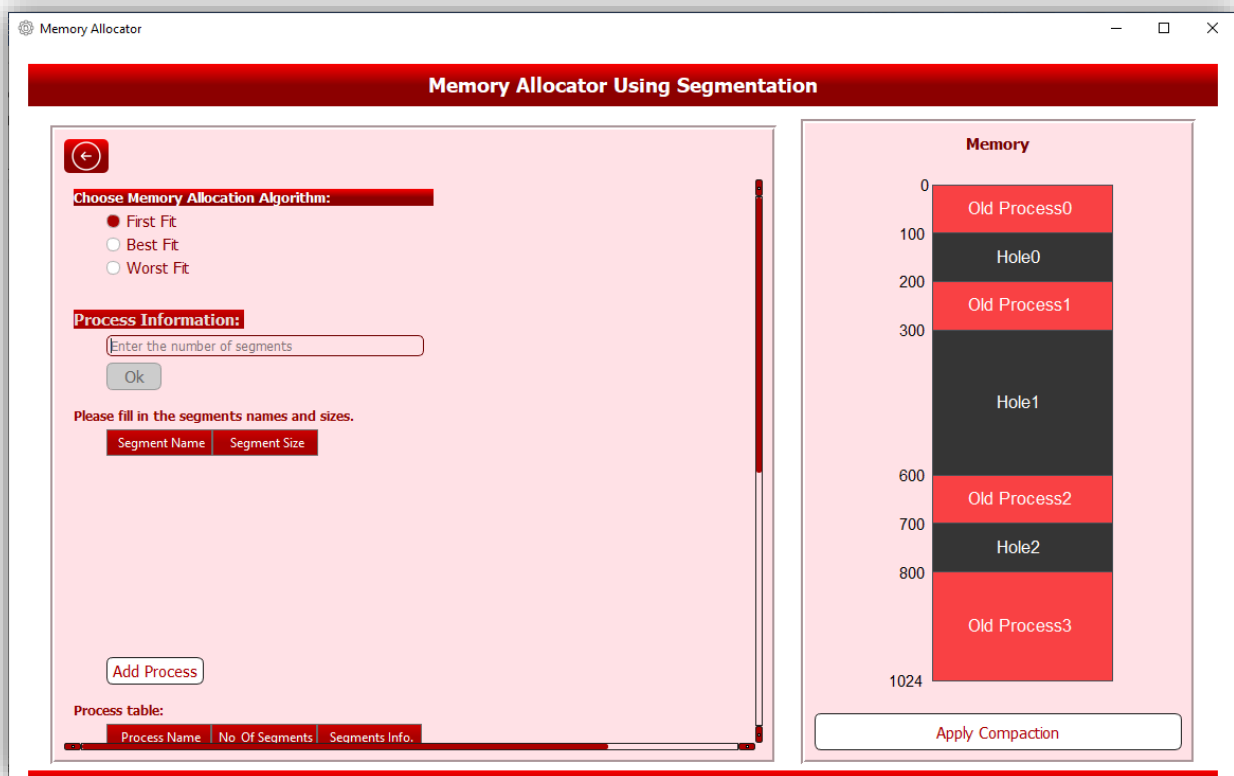 Memory Allocator
Memory Allocator Using Segmentation
Choose Memory Allocation Algorithm:
First Fit
Best Fit
Worst Fit
Process Information:
Enter the number of segments
Ok
Please fill in the segments names and sizes.
Segment Name Segment Size
Add Process
Process table:
Process Name No Of Segments Segments Info.
Memory
0
Old Process0
100
Hole0
200
Old Process1
300
Hole1
600
Old Process2
700
Hole2
800
Old Process3
1024
Apply Compaction